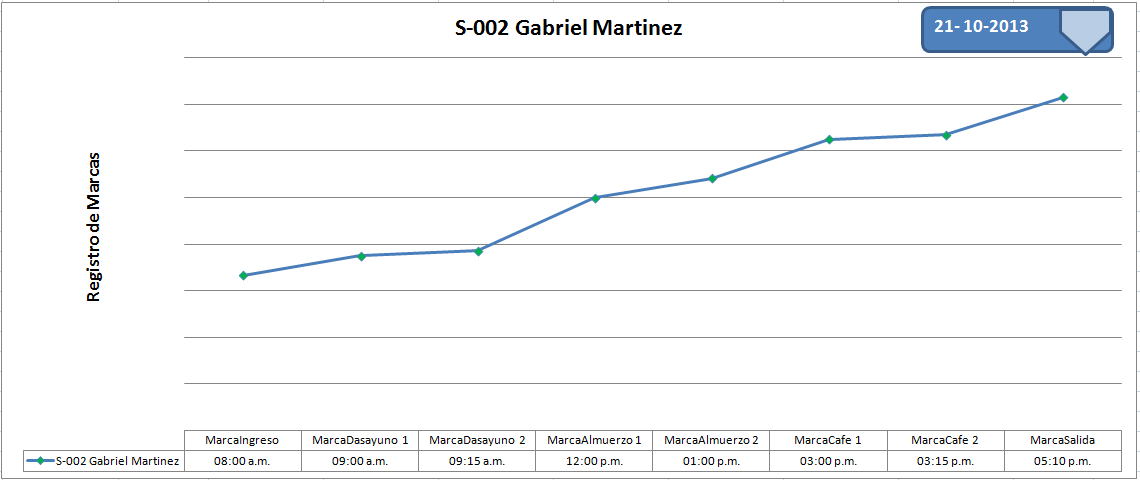 S-002 Gabriel Martinez
21- 10-2013
Registro de Marcas
MarcaIngreso MarcaDasayuno 1 MarcaDasayuno 2 MarcaAlmuerzo 1 MarcaAlmuerzo 2 MarcaCafe 1 MarcaCafe 2 MarcaSalida
S-002 Gabriel Martinez 08:00 a.m. 09:00 a.m. 09:15 a.m. 12:00 p.m. 01:00 p.m. 03:00 p.m. 03:15 p.m. 05:10 p.m.